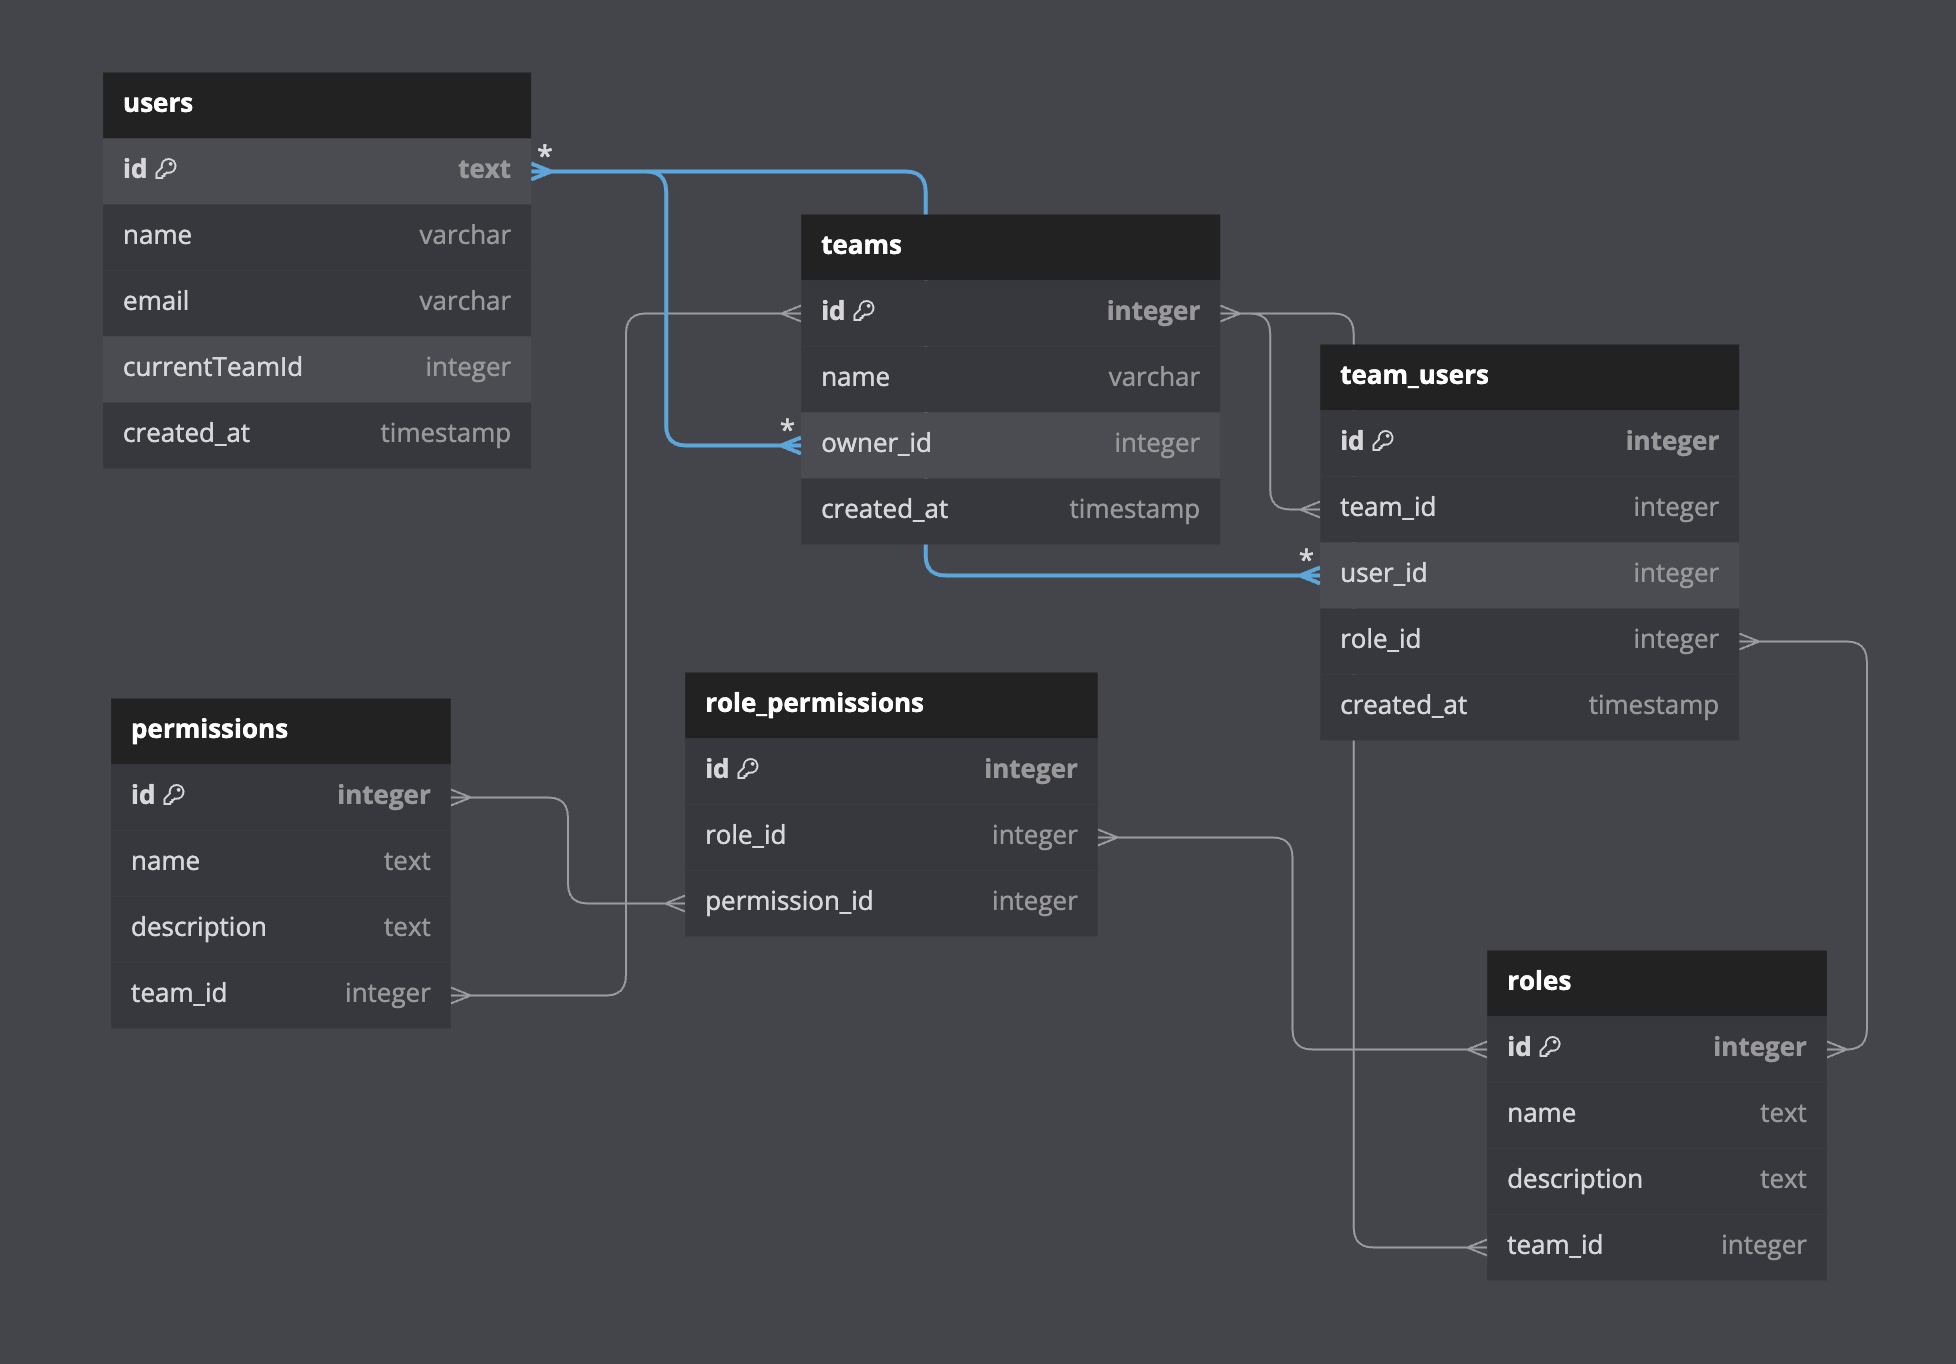 users
id text
name varchar
email varchar
currentTeamId integer
created_at timestamp
*
teams
id integer
name varchar
* owner_id integer
created_at timestamp
team_users
id integer
team_id integer
* user_id integer
role_id integer
created_at timestamp
role_permissions
id integer
role_id integer
permission_id integer
permissions
id integer
name text
description text
team_id integer
roles
id integer
name text
description text
team_id integer